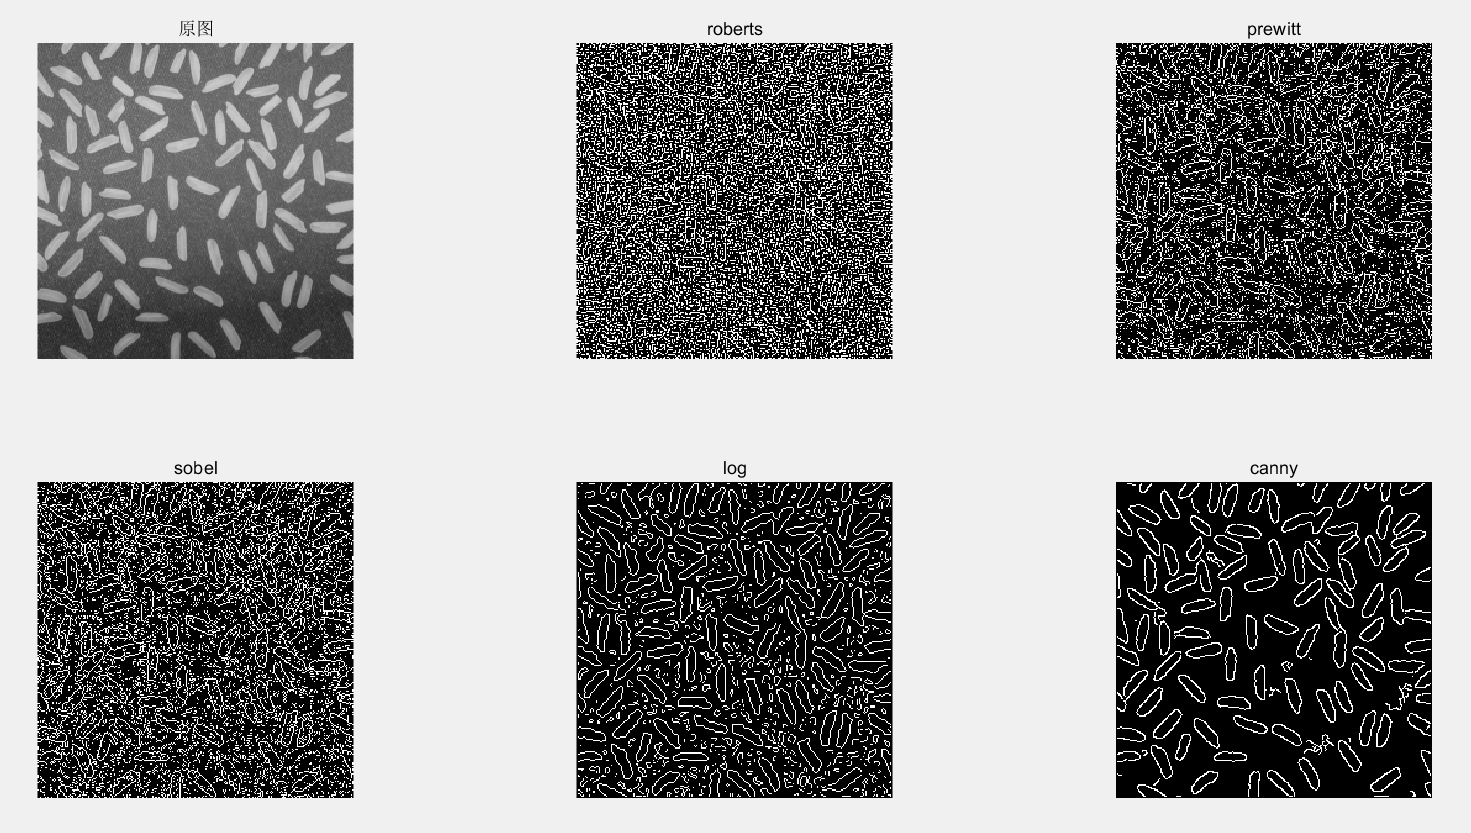 原图
roberts
prewitt
sobel
log
canny